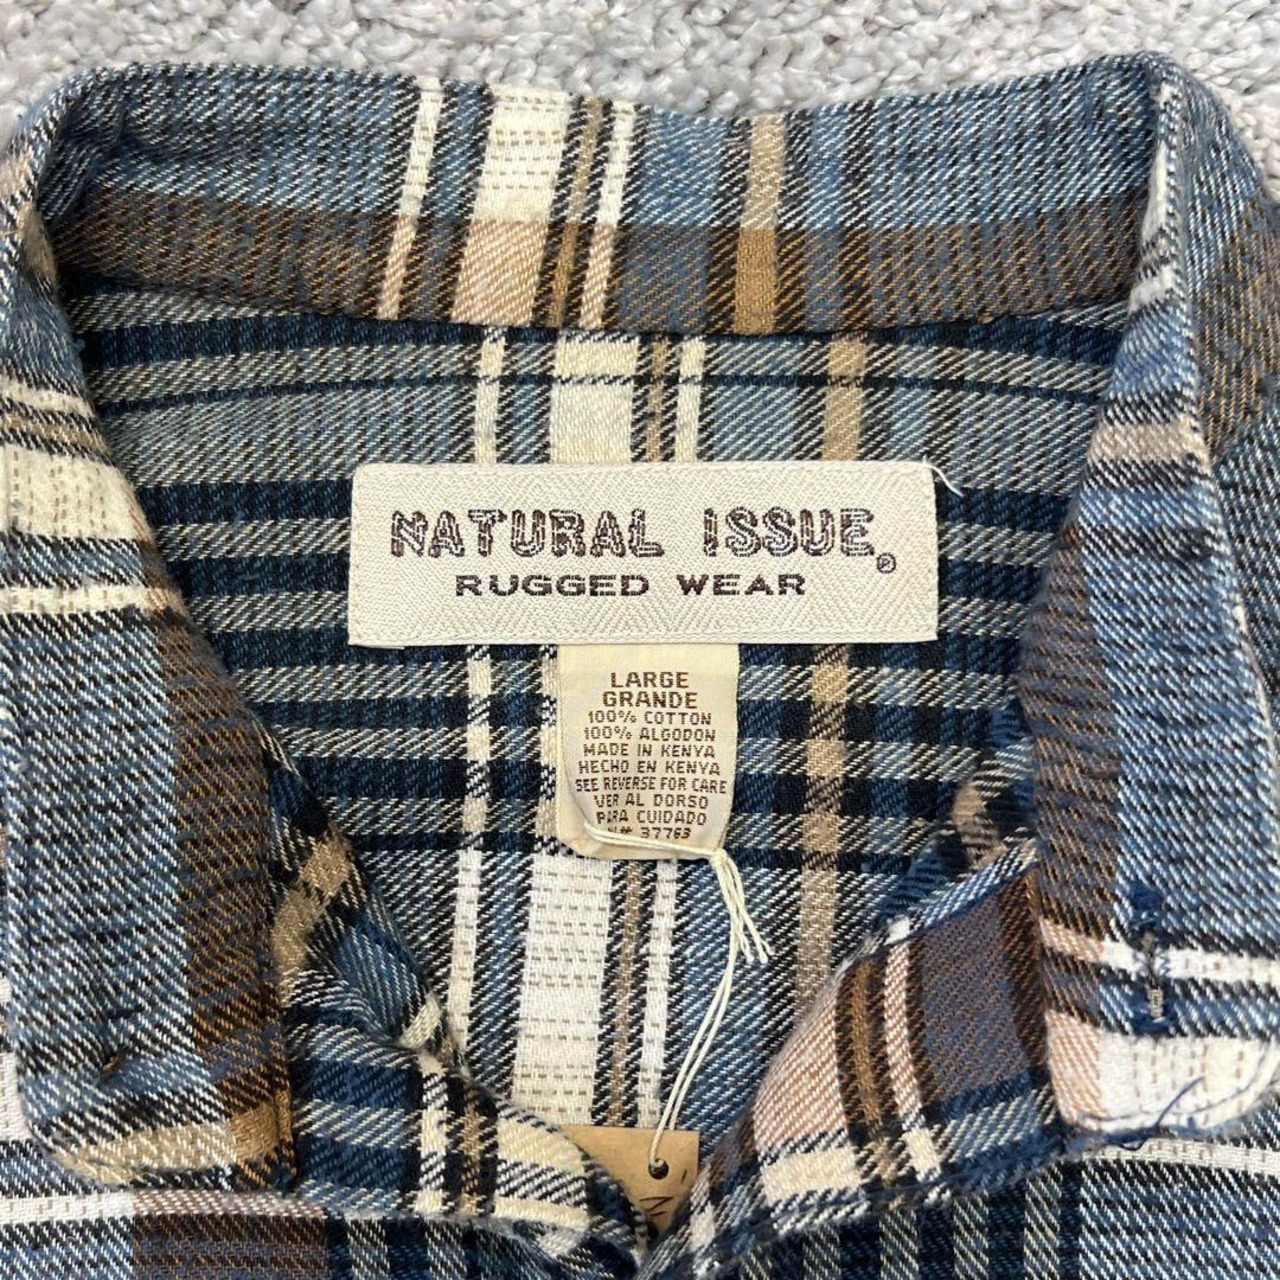 NATURAL ISSUE®
RUGGED WEAR
LARGE
GRANDE
100% COTTON
100% ALGODON
MADE IN KENYA
HECHO EN KENYA
SEE REVERSE FOR CARE
VER AL DORSO
PARA CUIDADO
37763